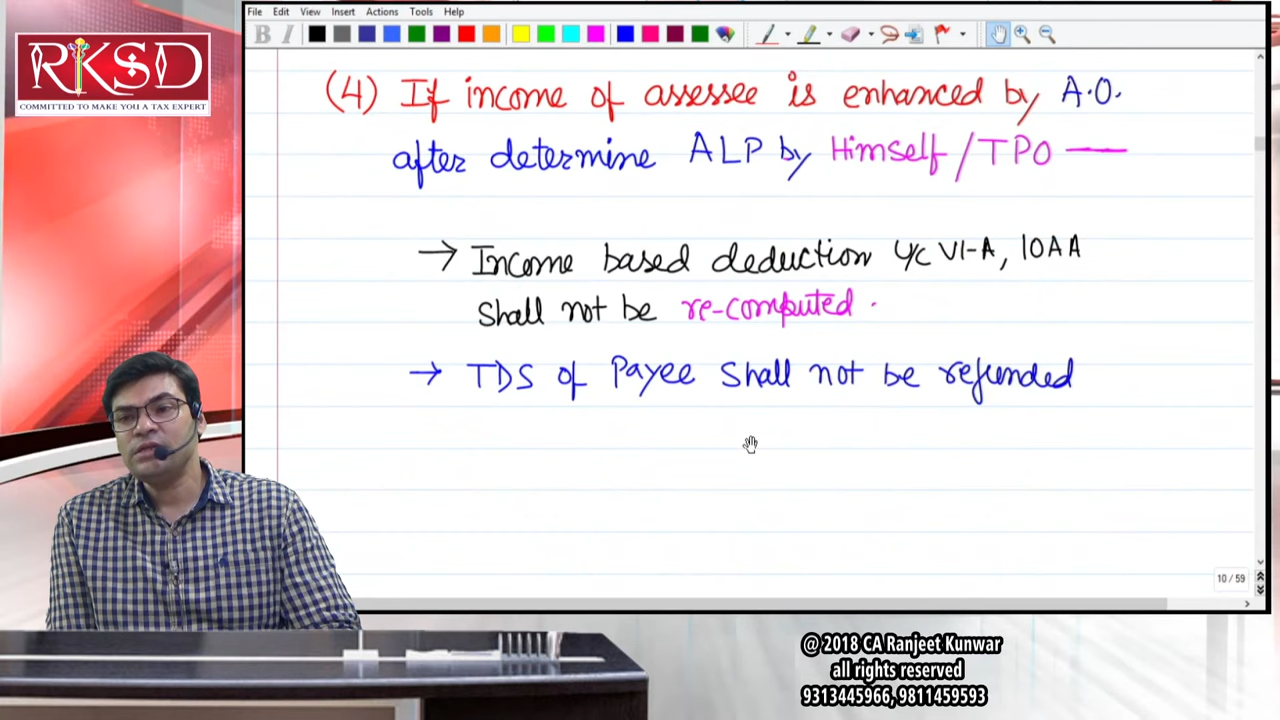 RKSD
COMMITTED TO MAKE YOU A TAX EXPERT
File Edit View Insert Actions Tools Help
B I
(4) If income of assessee is enhanced by A.O.
after determine ALP by Himself / TPO —
→ Income based deduction u/c VI-A, 10AA
Shall not be re-computed.
→ TDS of Payee Shall not be refunded
10 / 59
@ 2018 CA Ranjeet Kunwar
all rights reserved
9313445966, 9811459593